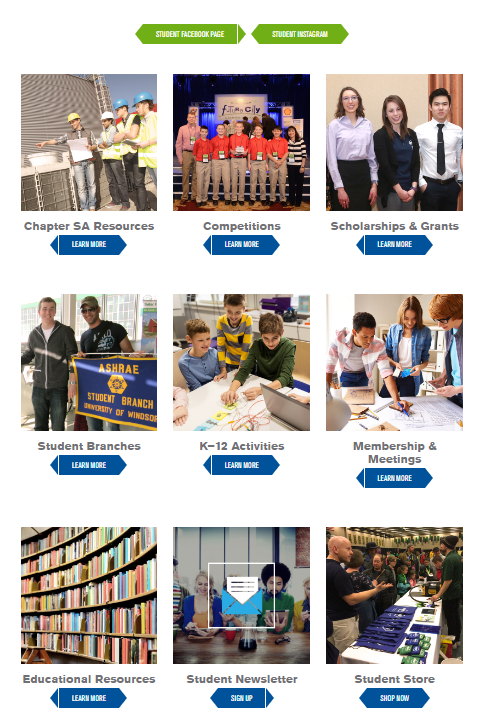 STUDENT FACEBOOK PAGE
STUDENT INSTAGRAM
Future City
Chapter SA Resources
Competitions
Scholarships & Grants
LEARN MORE
LEARN MORE
LEARN MORE
ASHRAE
STUDENT BRANCH
UNIVERSITY OF WINDSOR
Student Branches
K–12 Activities
Membership &
Meetings
LEARN MORE
LEARN MORE
LEARN MORE
Educational Resources
Student Newsletter
Student Store
LEARN MORE
SIGN UP
SHOP NOW